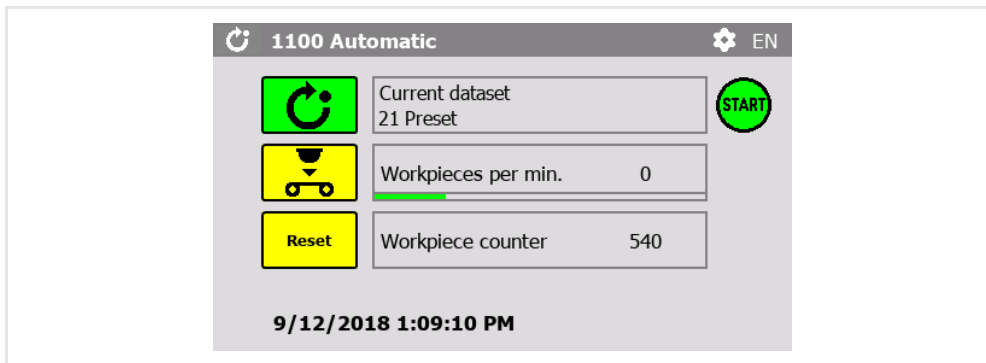 1100 Automatic EN
Current dataset
21 Preset
START
Workpieces per min. 0
Reset
Workpiece counter 540
9/12/2018 1:09:10 PM